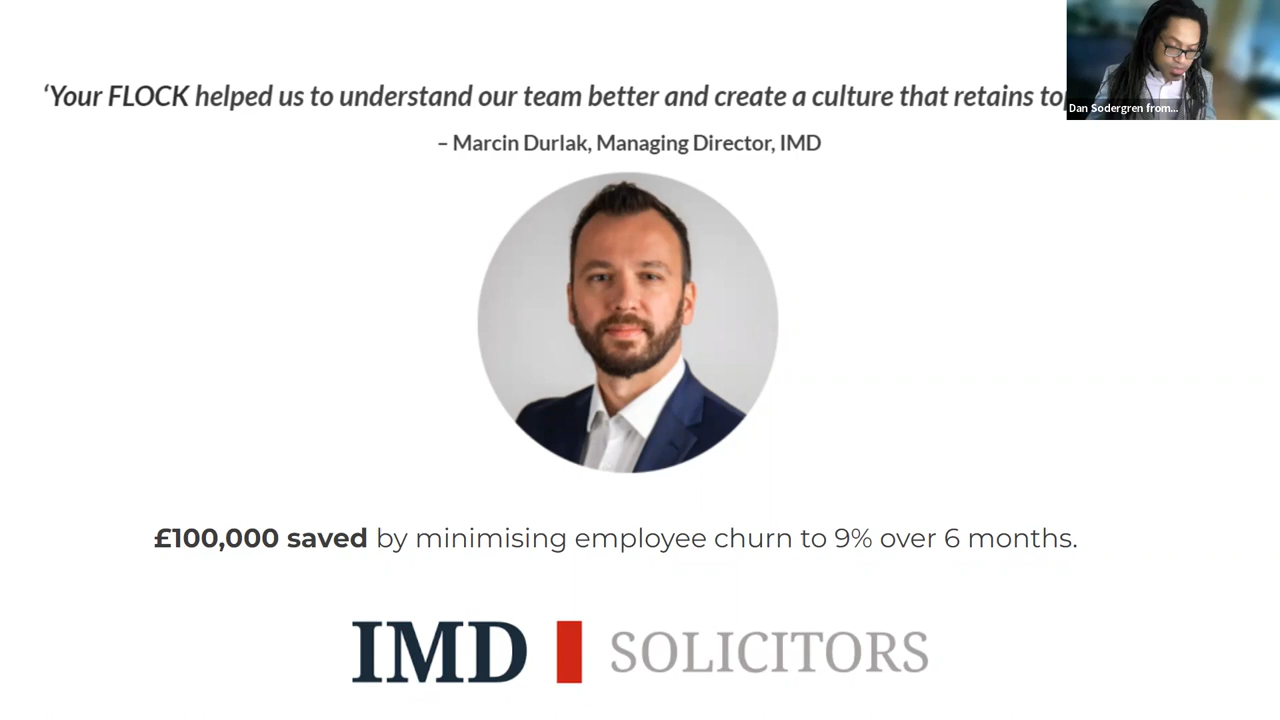 ‘Your FLOCK helped us to understand our team better and create a culture that retains
– Marcin Durlak, Managing Director, IMD
Dan Sodergren from...
£100,000 saved by minimising employee churn to 9% over 6 months.
IMD SOLICITORS